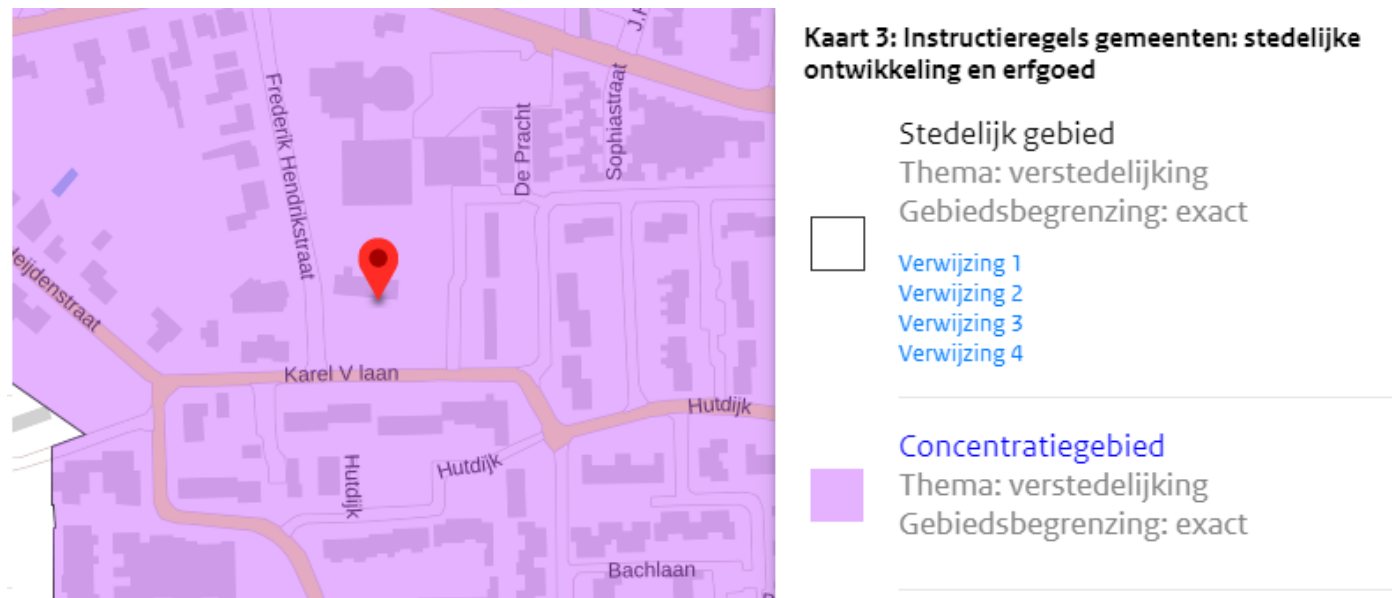 J.H
Frederik Hendrikstraat
De Pracht
Sophiastraat
eijdenstraat
Karel V laan
Hutdijk
Hutdijk
Hutdijk
Bachlaan
Kaart 3: Instructieregels gemeenten: stedelijke
ontwikkeling en erfgoed
Stedelijk gebied
Thema: verstedelijking
Gebiedsbegrenzing: exact
Verwijzing 1
Verwijzing 2
Verwijzing 3
Verwijzing 4
Concentratiegebied
Thema: verstedelijking
Gebiedsbegrenzing: exact